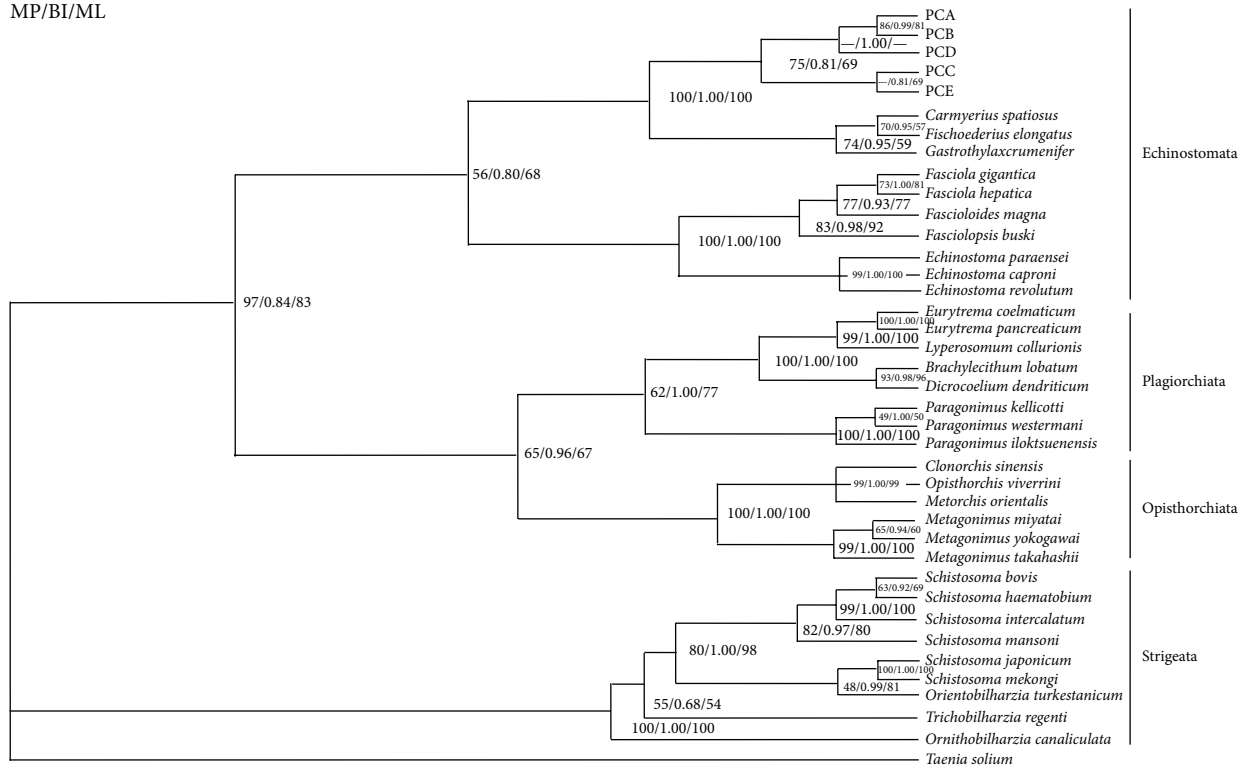 MP/BI/ML
PCA
86/0.99/81
PCB
—/1.00/—
PCD
75/0.81/69
PCC
—/0.81/69
PCE
100/1.00/100
Carmyerius spatiosus
70/0.95/57
Fischoederius elongatus
74/0.95/59
Gastrothylaxcrumenifer
Echinostomata
56/0.80/68
Fasciola gigantica
73/1.00/81
Fasciola hepatica
77/0.93/77
Fascioloides magna
83/0.98/92
Fasciolopsis buski
100/1.00/100
Echinostoma paraensei
99/1.00/100
Echinostoma caproni
Echinostoma revolutum
97/0.84/83
Eurytrema coelmaticum
100/1.00/100
Eurytrema pancreaticum
99/1.00/100
Lyperosomum collurionis
100/1.00/100
Brachylecithum lobatum
93/0.98/96
Dicrocoelium dendriticum
Plagiorchiata
62/1.00/77
Paragonimus kellicotti
49/1.00/50
Paragonimus westermani
100/1.00/100
Paragonimus iloktsuenensis
65/0.96/67
Clonorchis sinensis
99/1.00/99
Opisthorchis viverrini
Metorchis orientalis
Opisthorchiata
100/1.00/100
Metagonimus miyatai
65/0.94/60
Metagonimus yokogawai
99/1.00/100
Metagonimus takahashii
Schistosoma bovis
63/0.92/69
Schistosoma haematobium
99/1.00/100
Schistosoma intercalatum
82/0.97/80
Schistosoma mansoni
80/1.00/98
Strigeata
Schistosoma japonicum
100/1.00/100
Schistosoma mekongi
48/0.99/81
Orientobilharzia turkestanicum
55/0.68/54
Trichobilharzia regenti
100/1.00/100
Ornithobilharzia canaliculata
Taenia solium